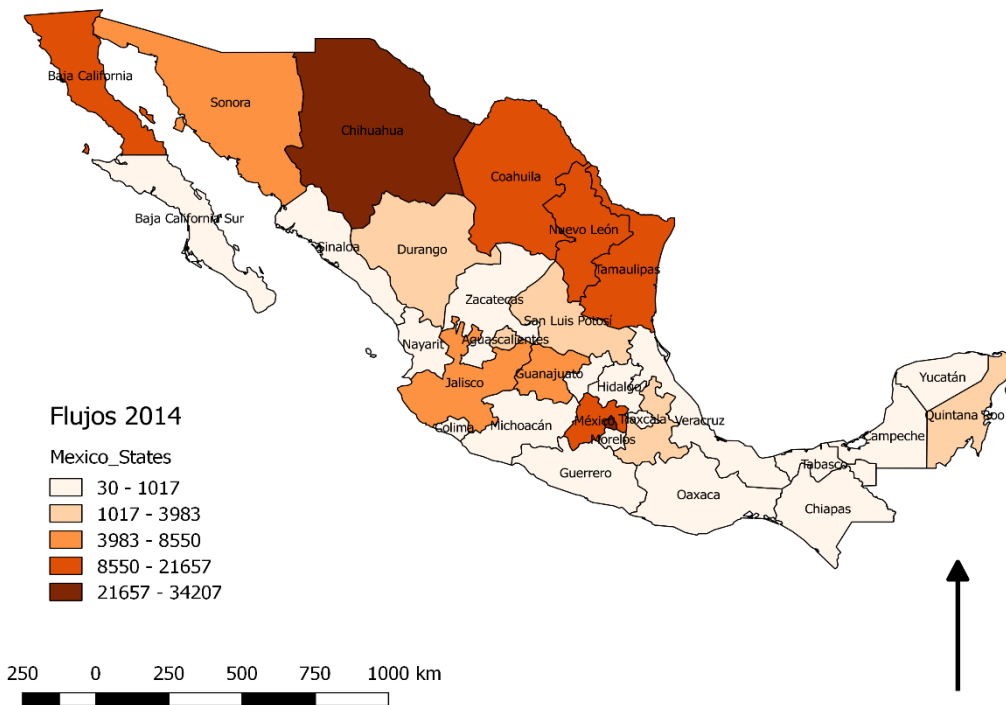 Baja California
Sonora
Chihuahua
Coahuila
Baja California Sur
Sinaloa
Durango
Nuevo León
Tamaulipas
Zacatecas
San Luis Potosí
Nayarit
Aguascalientes
Jalisco
Guanajuato
Hidalgo
Yucatán
Quintana Roo
Colima
Michoacán
México
Tlaxcala
Veracruz
Morelos
Campeche
Guerrero
Tabasco
Oaxaca
Chiapas
Flujos 2014
Mexico_States
30 - 1017
1017 - 3983
3983 - 8550
8550 - 21657
21657 - 34207
250 0 250 500 750 1000 km